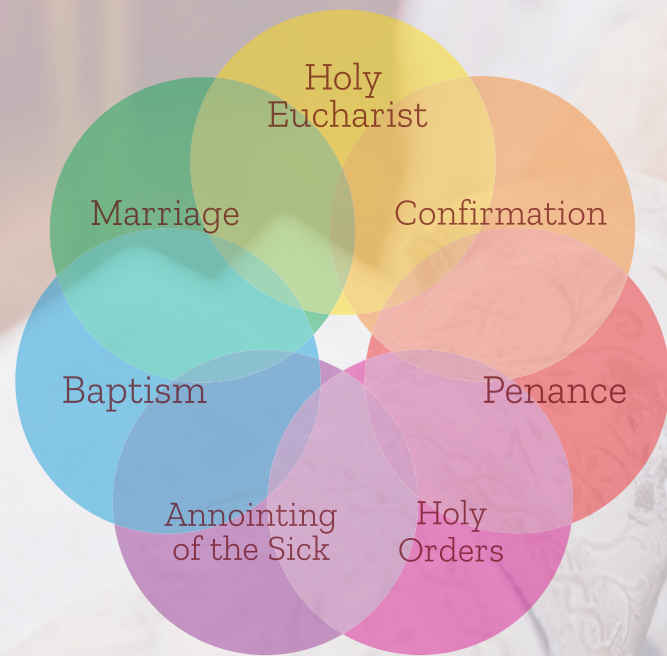 Holy
Eucharist
Marriage
Confirmation
Baptism
Penance
Annointing
of the Sick
Holy
Orders